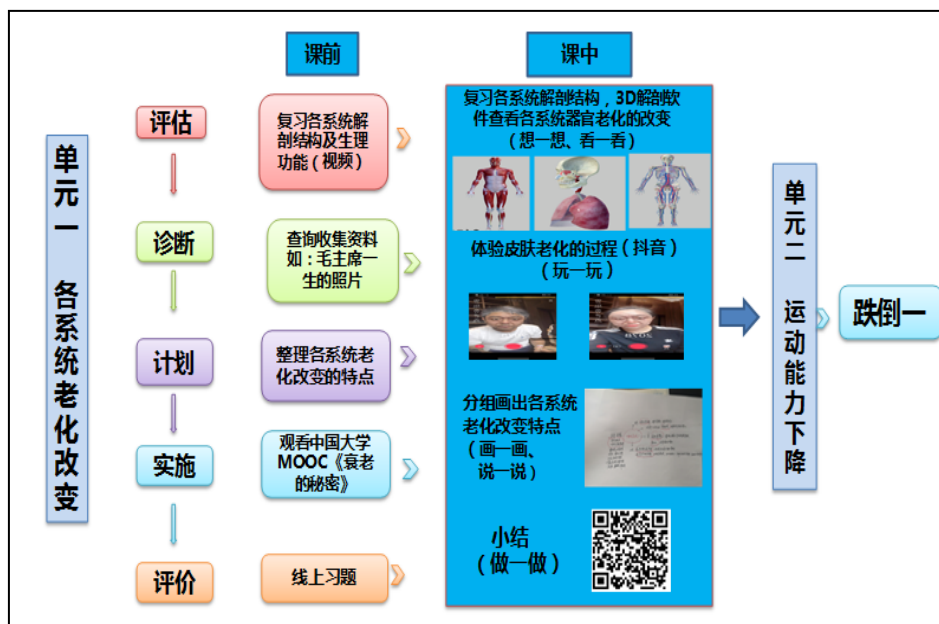 课前
课中
单元一 各系统老化改变
评估
诊断
计划
实施
评价
复习各系统解
剖结构及生理
功能（视频）
查询收集资料
如：毛主席一
生的照片
整理各系统老
化改变的特点
观看中国大学
MOOC《衰老
的秘密》
线上习题
复习各系统解剖结构，3D解剖软
件查看各系统器官老化的改变
（想一想、看一看）
体验皮肤老化的过程（抖音）
（玩一玩）
分组画出各系统
老化改变特点
（画一画、
说一说）
小结
（做一做）
单元二 运动能力下降
跌倒一